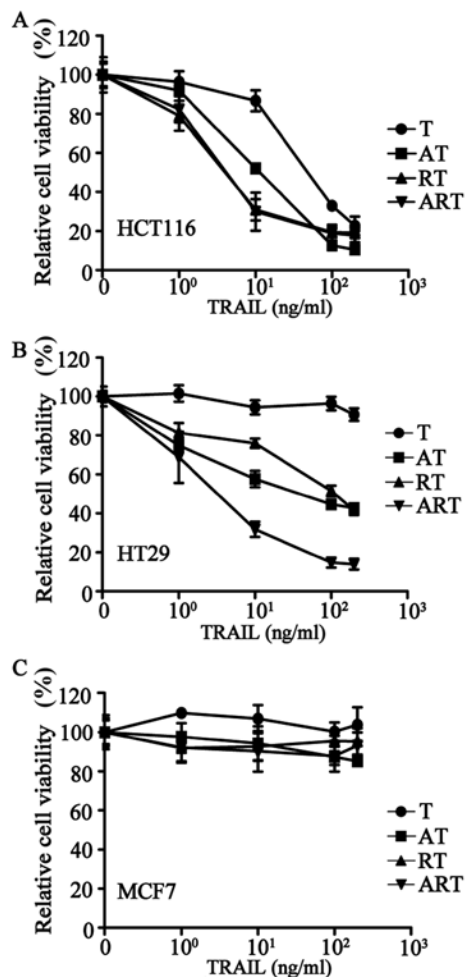 A
Relative cell viability (%)
120
100
80
60
40
20
0
HCT116
T
AT
RT
ART
0 10⁰ 10¹ 10² 10³
TRAIL (ng/ml)
B
Relative cell viability (%)
120
100
80
60
40
20
0
HT29
T
AT
RT
ART
0 10⁰ 10¹ 10² 10³
TRAIL (ng/ml)
C
Relative cell viability (%)
120
100
80
60
40
20
0
MCF7
T
AT
RT
ART
0 10⁰ 10¹ 10² 10³
TRAIL (ng/ml)